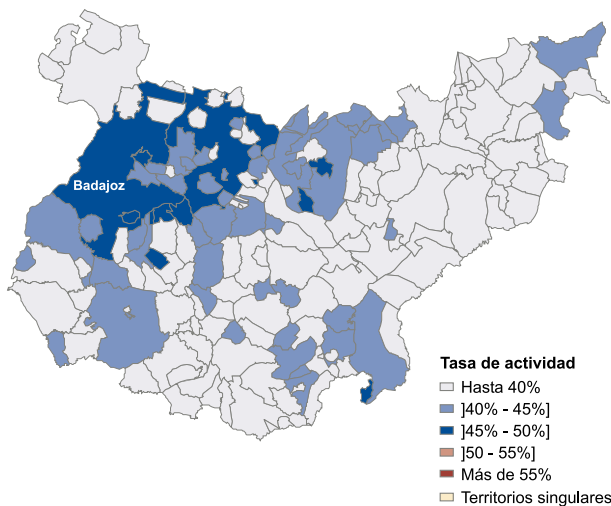 Badajoz
Tasa de actividad
Hasta 40%
]40% - 45%]
]45% - 50%]
]50 - 55%]
Más de 55%
Territorios singulares